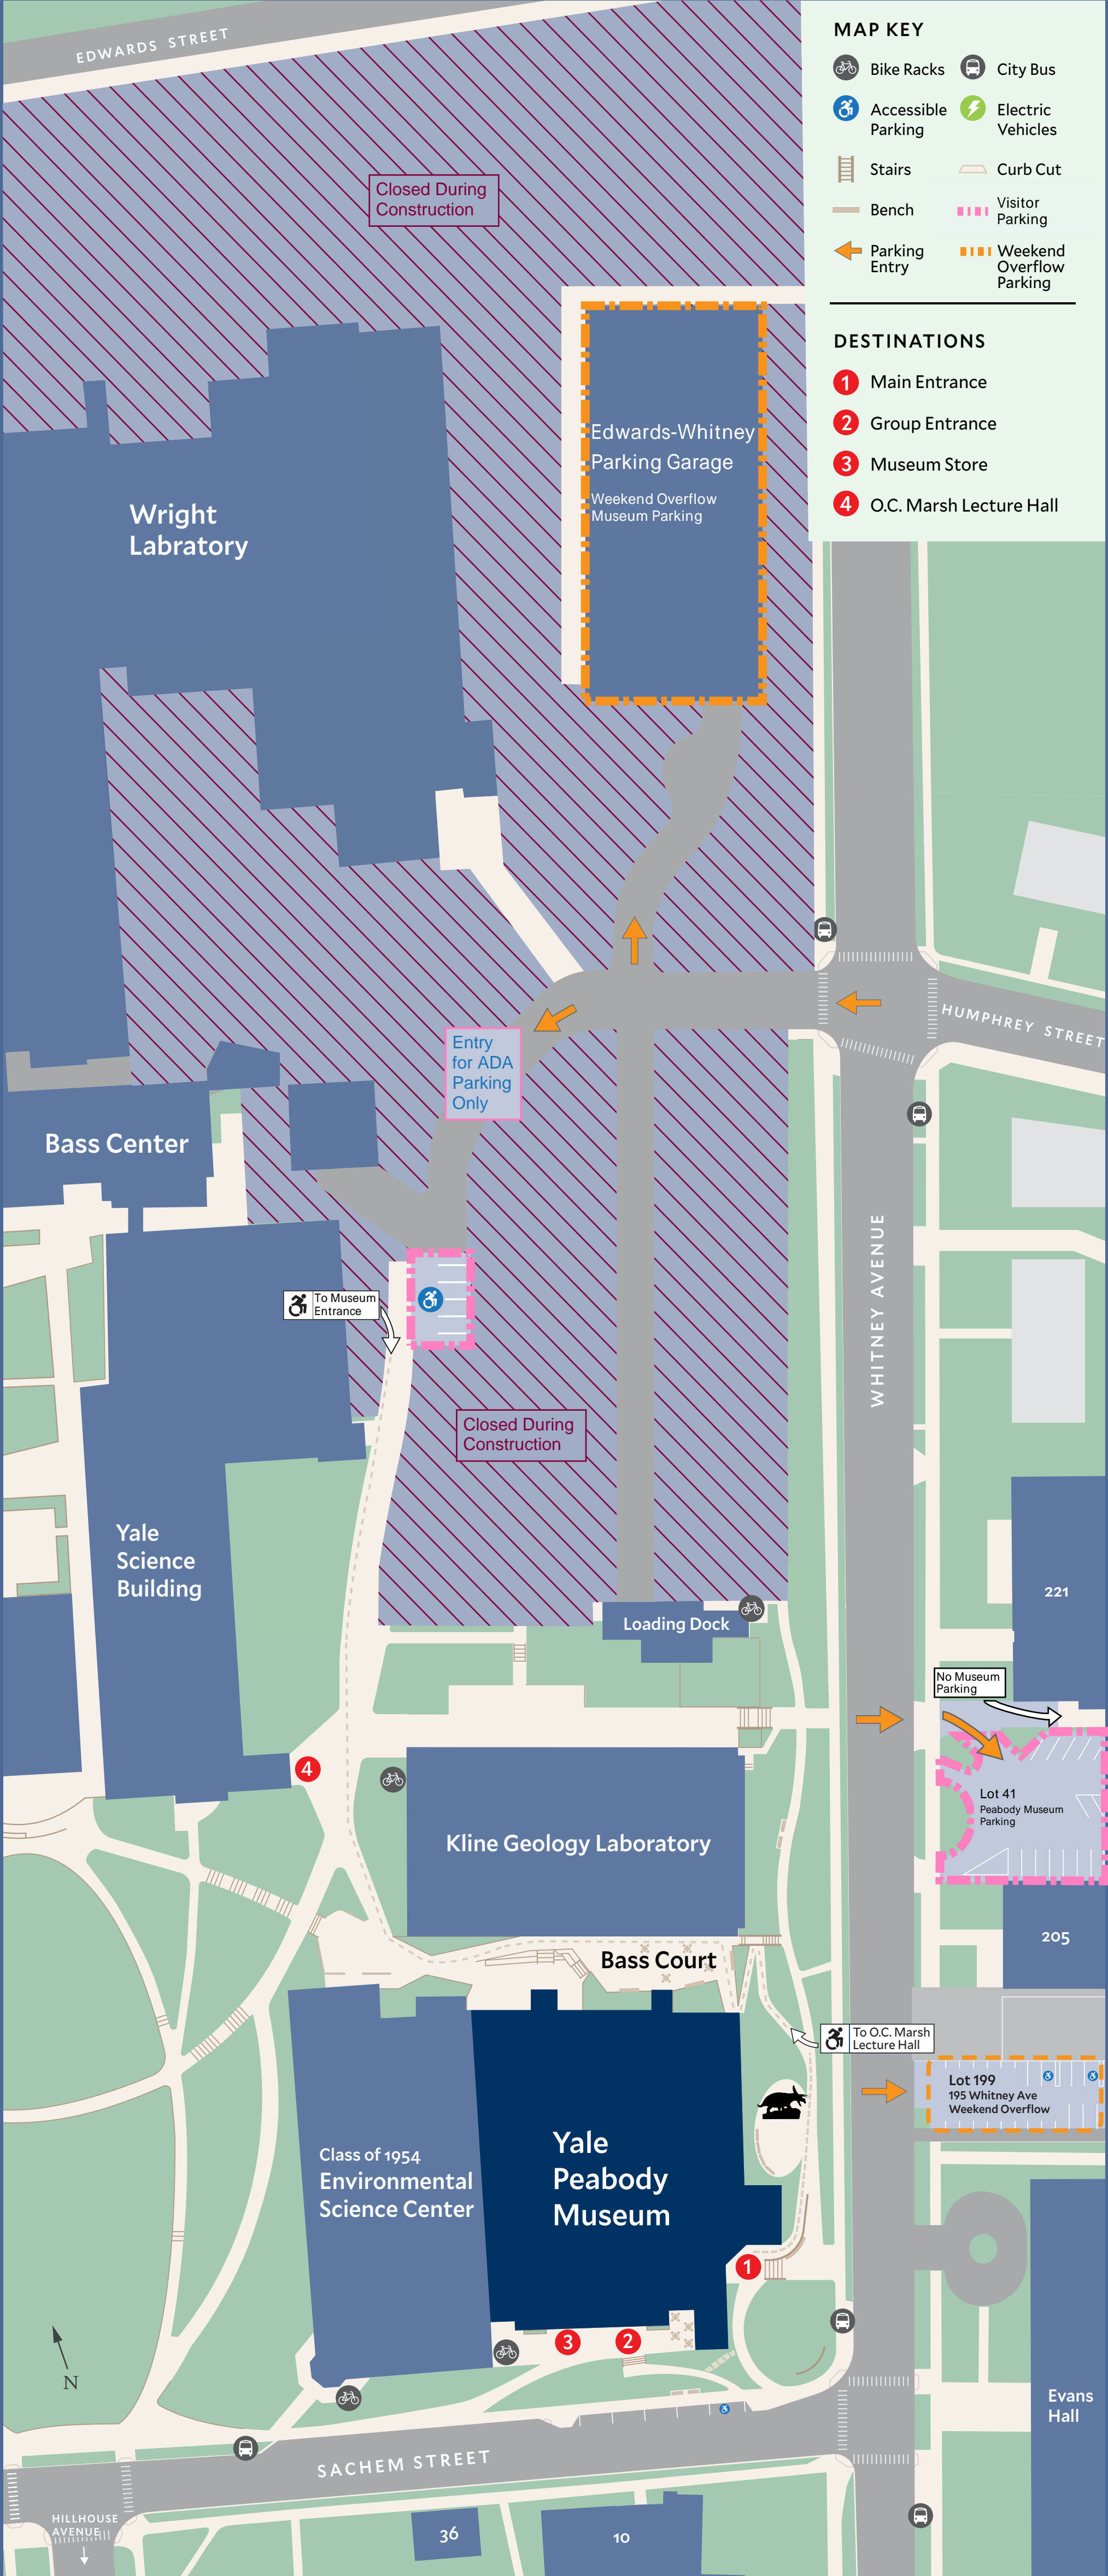 EDWARDS STREET
MAP KEY
Bike Racks
City Bus
Accessible
Parking
Electric
Vehicles
Stairs
Curb Cut
Bench
Visitor
Parking
Parking
Entry
Weekend
Overflow
Parking
DESTINATIONS
1 Main Entrance
2 Group Entrance
3 Museum Store
4 O.C. Marsh Lecture Hall
Closed During
Construction
Edwards-Whitney
Parking Garage
Weekend Overflow
Museum Parking
Wright
Labratory
HUMPHREY STREET
Entry
for ADA
Parking
Only
Bass Center
WHITNEY AVENUE
To Museum
Entrance
Closed During
Construction
Yale
Science
Building
221
Loading Dock
No Museum
Parking
4
Lot 41
Peabody Museum
Parking
Kline Geology Laboratory
205
Bass Court
To O.C. Marsh
Lecture Hall
Lot 199
195 Whitney Ave
Weekend Overflow
Class of 1954
Environmental
Science Center
Yale
Peabody
Museum
1
3
2
N
Evans
Hall
SACHEM STREET
HILLHOUSE
AVENUE
36
10